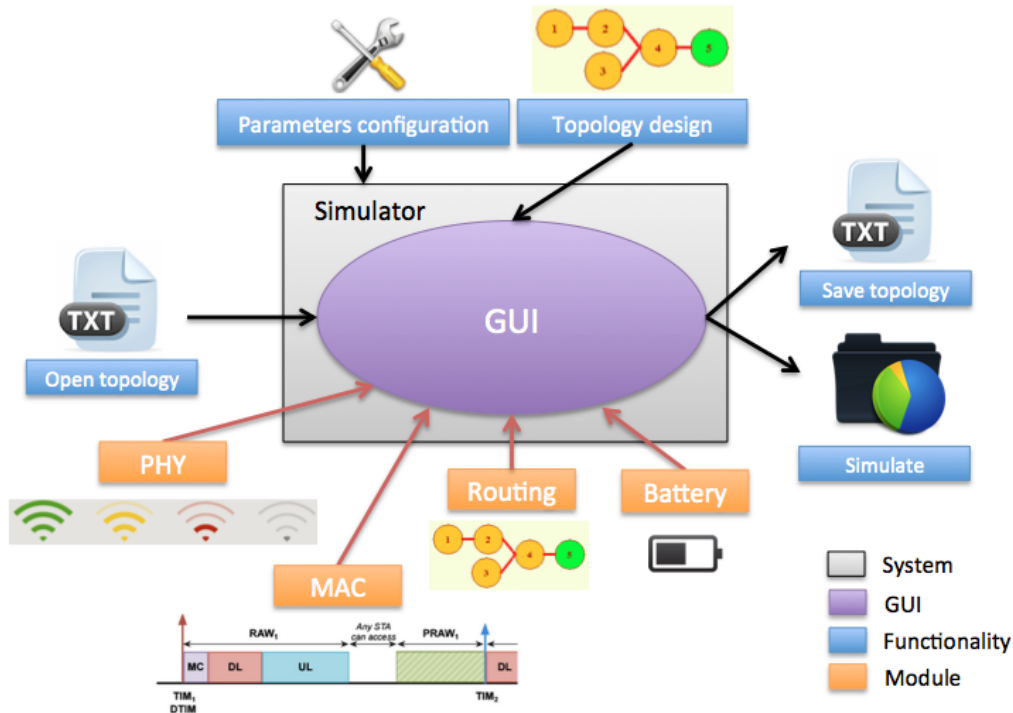 1
2
3
4
5
Parameters configuration
Topology design
Simulator
GUI
TXT
Open topology
TXT
Save topology
Simulate
PHY
MAC
Routing
Battery
1
2
3
4
5
RAW1
Any STA
can access
PRAW1
MC
DL
UL
DL
TIM1
DTIM
TIM2
System
GUI
Functionality
Module